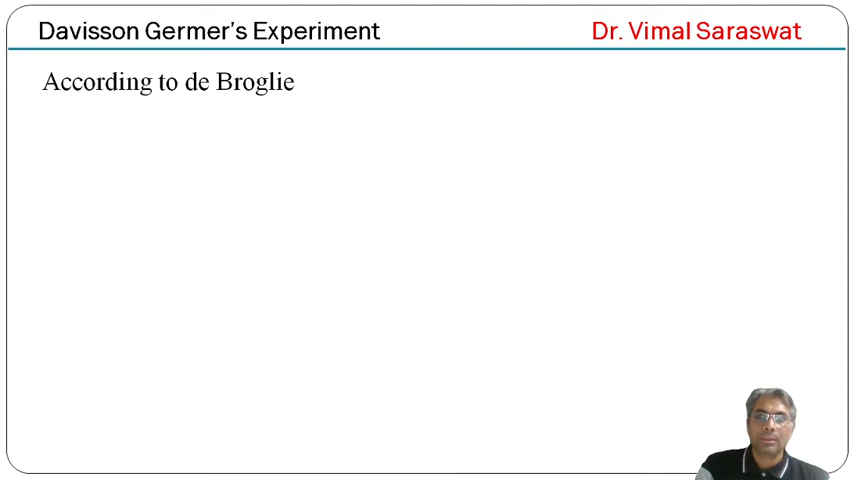 Davisson Germer's Experiment
Dr. Vimal Saraswat
According to de Broglie